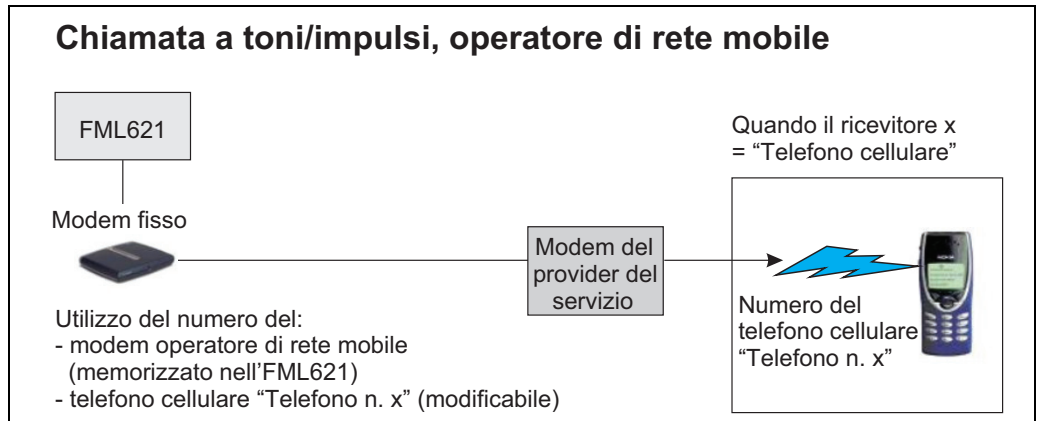 Chiamata a toni/impulsi, operatore di rete mobile
FML621
Quando il ricevitore x
= “Telefono cellulare”
Modem fisso
Modem del
provider del
servizio
Numero del
telefono cellulare
“Telefono n. x”
Utilizzo del numero del:
- modem operatore di rete mobile
(memorizzato nell’FML621)
- telefono cellulare “Telefono n. x” (modificabile)